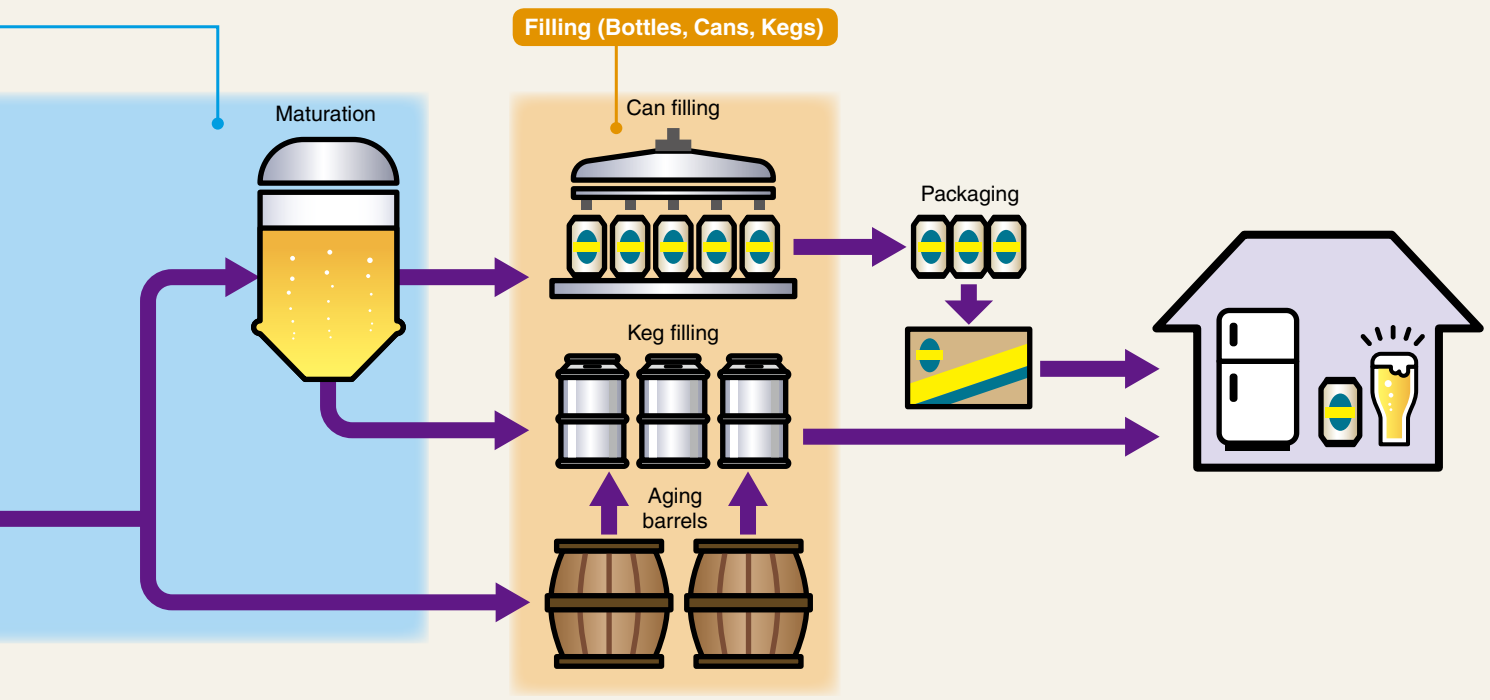 Filling (Bottles, Cans, Kegs)
Maturation
Can filling
Packaging
Keg filling
Aging
barrels